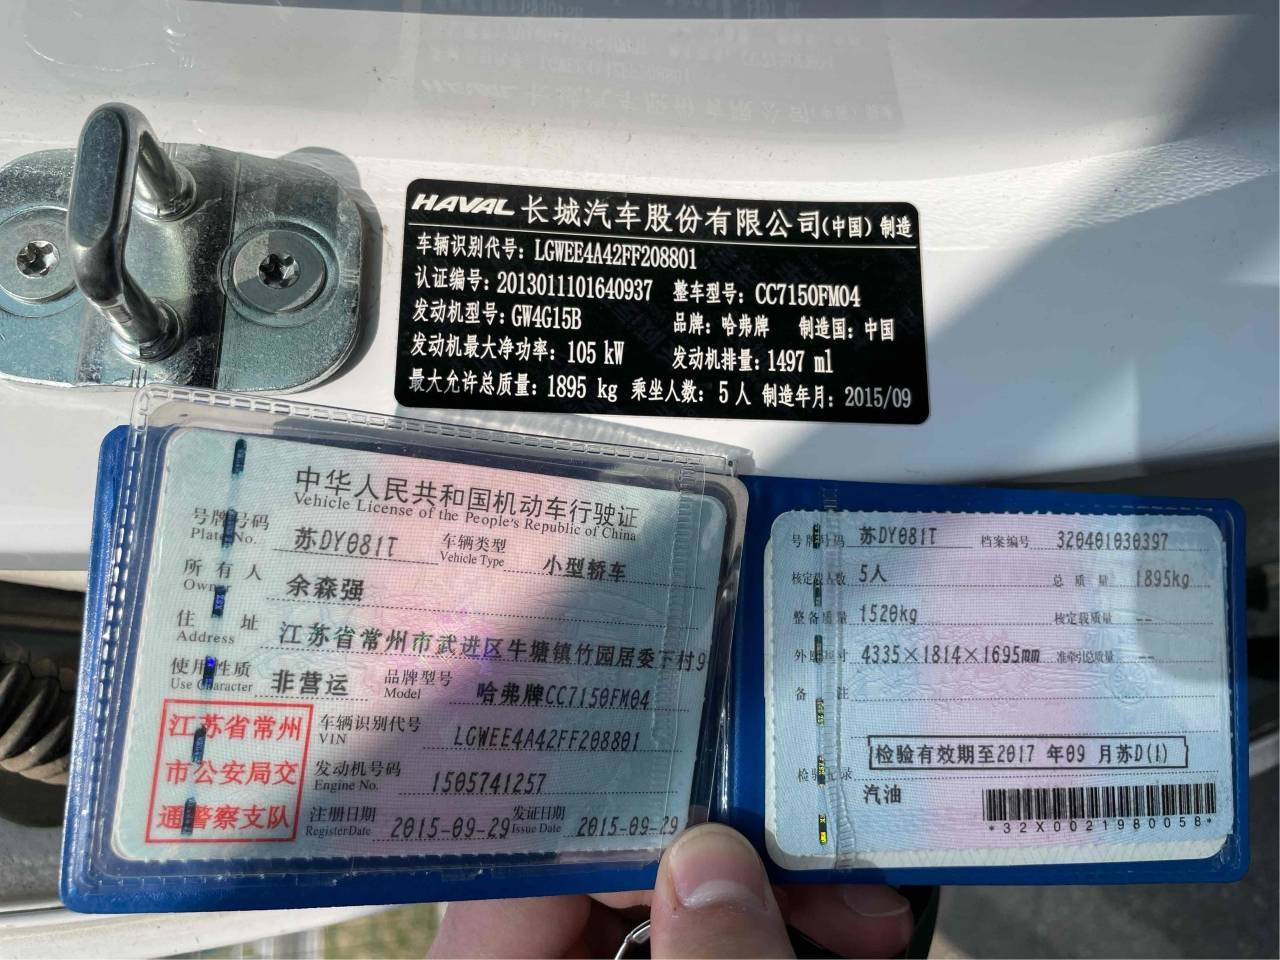 HAVAL 长城汽车股份有限公司(中国) 制造
车辆识别代号: LGWEE4A42FF208801
认证编号: 2013011101640937 整车型号: CC7150FM04
发动机型号: GW4G15B 品牌: 哈弗牌 制造国: 中国
发动机最大净功率: 105 kW 发动机排量: 1497 ml
最大允许总质量: 1895 kg 乘坐人数: 5 人 制造年月: 2015/09
中华人民共和国机动车行驶证
Vehicle License of the People's Republic of China
号牌号码 苏DY081T 车辆类型 小型轿车
Plate No. Vehicle Type
所有人 余森强
Owner
住址 江苏省常州市武进区牛塘镇竹园居委下村9
Address
使用性质 非营运 品牌型号 哈弗牌CC7150FM04
Use Character Model
江苏省常州
市公安局交
通警察支队
车辆识别代号 LGWEE4A42FF208801
VIN
发动机号码 1505741257
Engine No.
注册日期 2015-09-29 发证日期 2015-09-29
Register Date Issue Date
号牌号码 苏DY081T 档案编号 320401030397
核定载人数 5人 总质量 1895kg
整备质量 1520kg 核定载质量 --
外廓尺寸 4335×1814×1695mm 准牵引总质量 --
备注
检验有效期至2017 年09 月苏D(1)
检验记录
汽油
*32X0021980058*